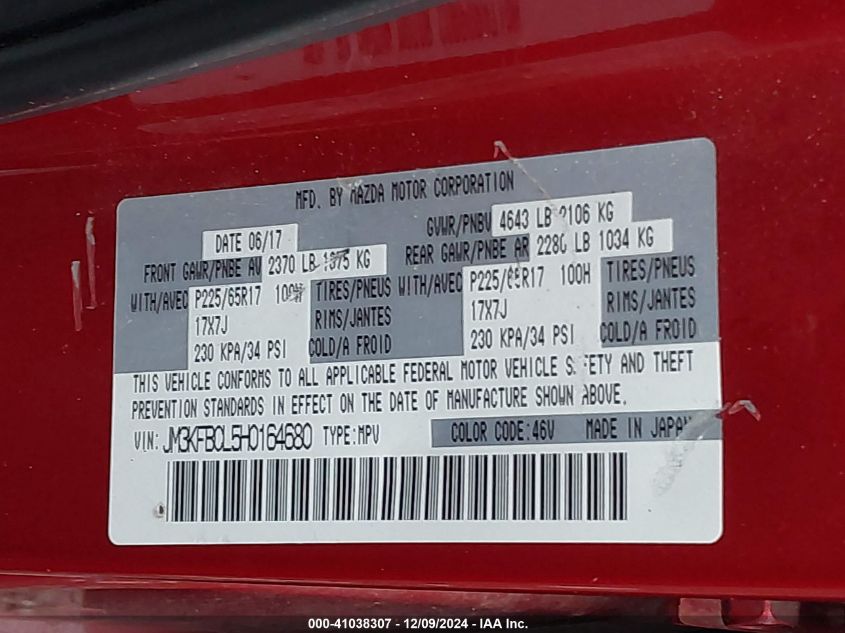 MFD. BY MAZDA MOTOR CORPORATION
DATE 06/17
GVWR/PNBV 4643 LB 2106 KG
FRONT GAWR/PNBE AV 2370 LB 1075 KG
REAR GAWR/PNBE AR 2280 LB 1034 KG
WITH/AVEC P225/65R17 100H TIRES/PNEUS WITH/AVEC P225/65R17 100H TIRES/PNEUS
17X7J RIMS/JANTES 17X7J RIMS/JANTES
230 KPA/34 PSI COLD/A FROID 230 KPA/34 PSI COLD/A FROID
THIS VEHICLE CONFORMS TO ALL APPLICABLE FEDERAL MOTOR VEHICLE SAFETY AND THEFT
PREVENTION STANDARDS IN EFFECT ON THE DATE OF MANUFACTURE SHOWN ABOVE.
VIN: JM3KFBCL5H0164680 TYPE:MPV COLOR CODE:46V MADE IN JAPAN
000-41038307 - 12/09/2024 - IAA Inc.